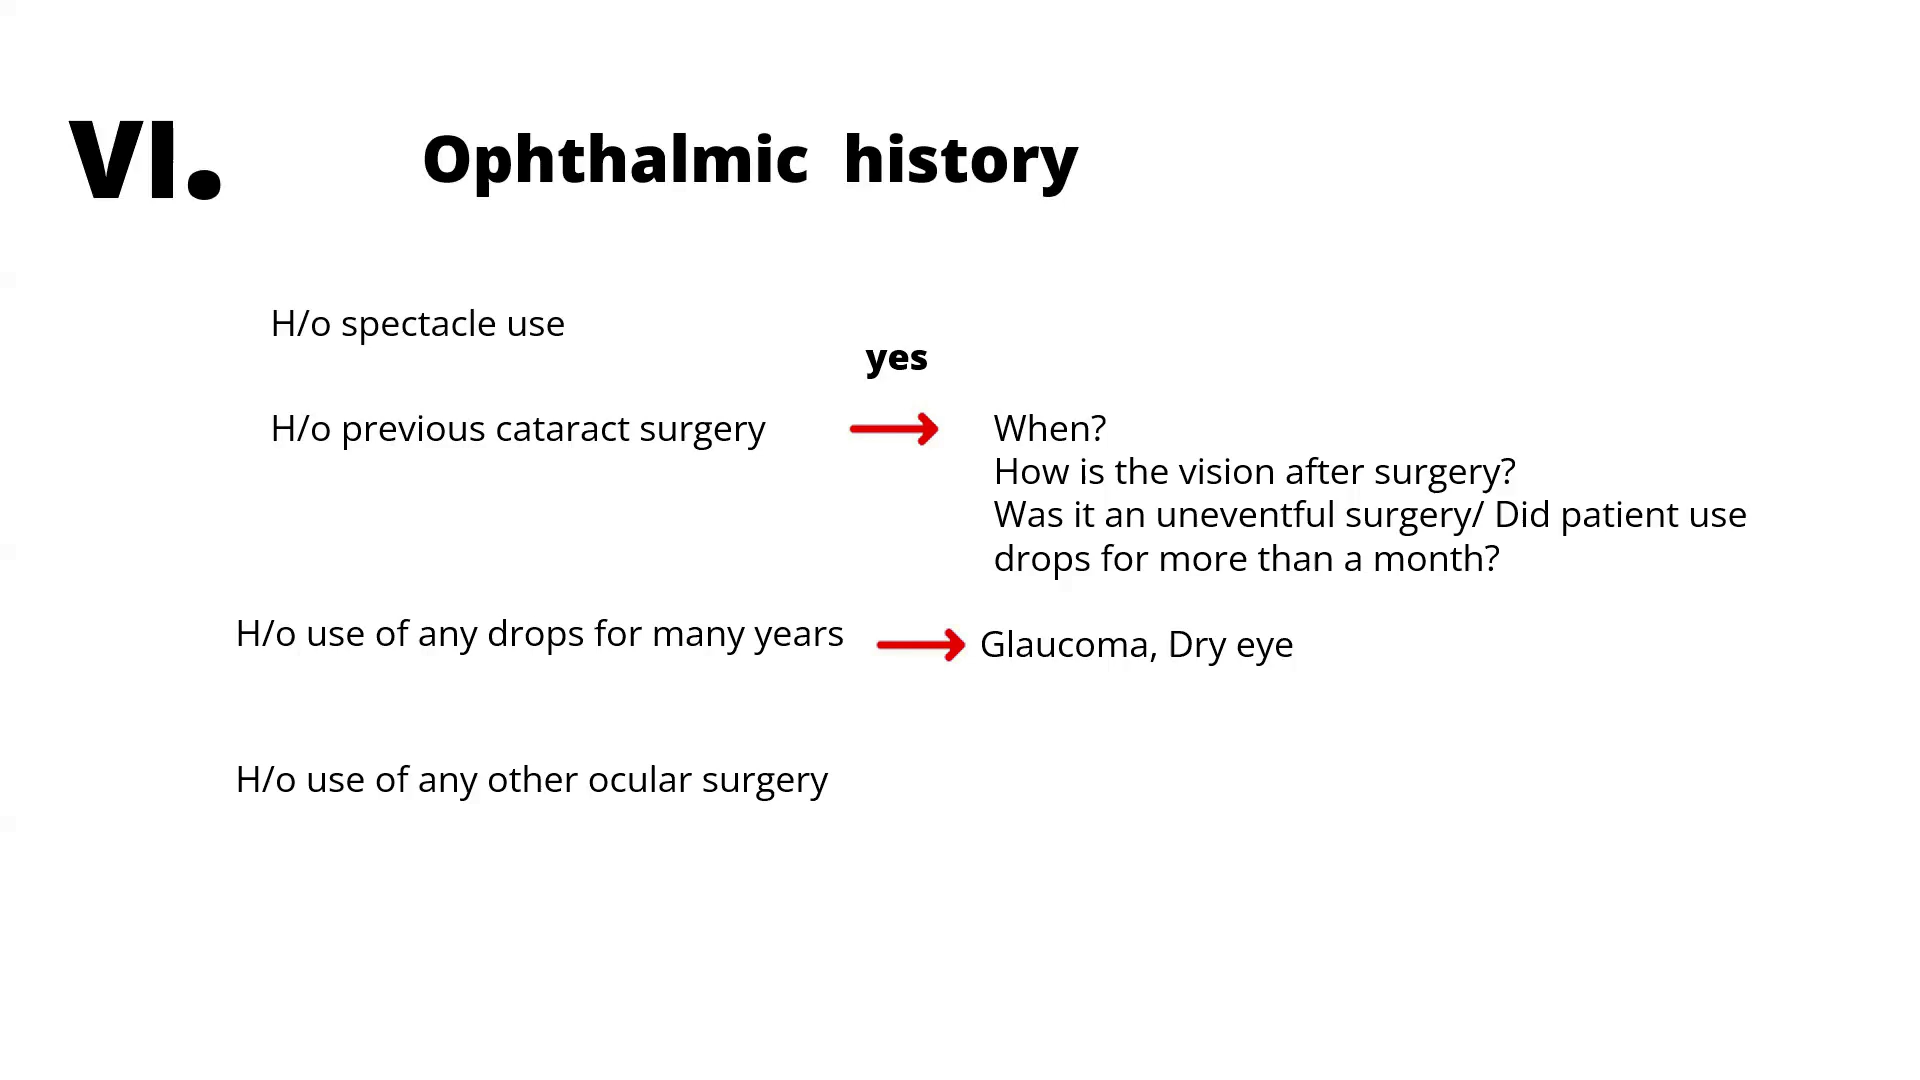 VI.
Ophthalmic history
H/o spectacle use
yes
H/o previous cataract surgery
When?
How is the vision after surgery?
Was it an uneventful surgery/ Did patient use
drops for more than a month?
H/o use of any drops for many years
Glaucoma, Dry eye
H/o use of any other ocular surgery